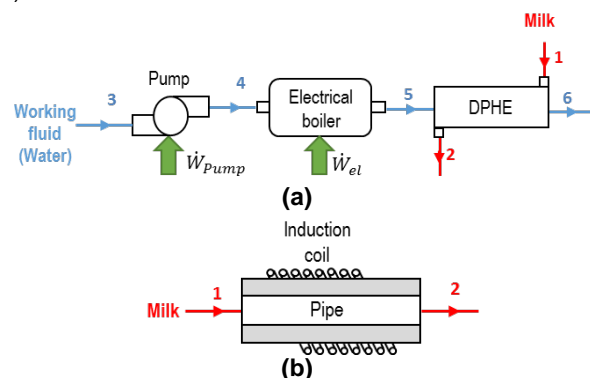 Milk
1
Pump
3
4
Electrical
boiler
5
DPHE
6
Working
fluid
(Water)
2
Ẇ_Pump
Ẇ_el
(a)
Induction
coil
Milk
1
Pipe
2
(b)